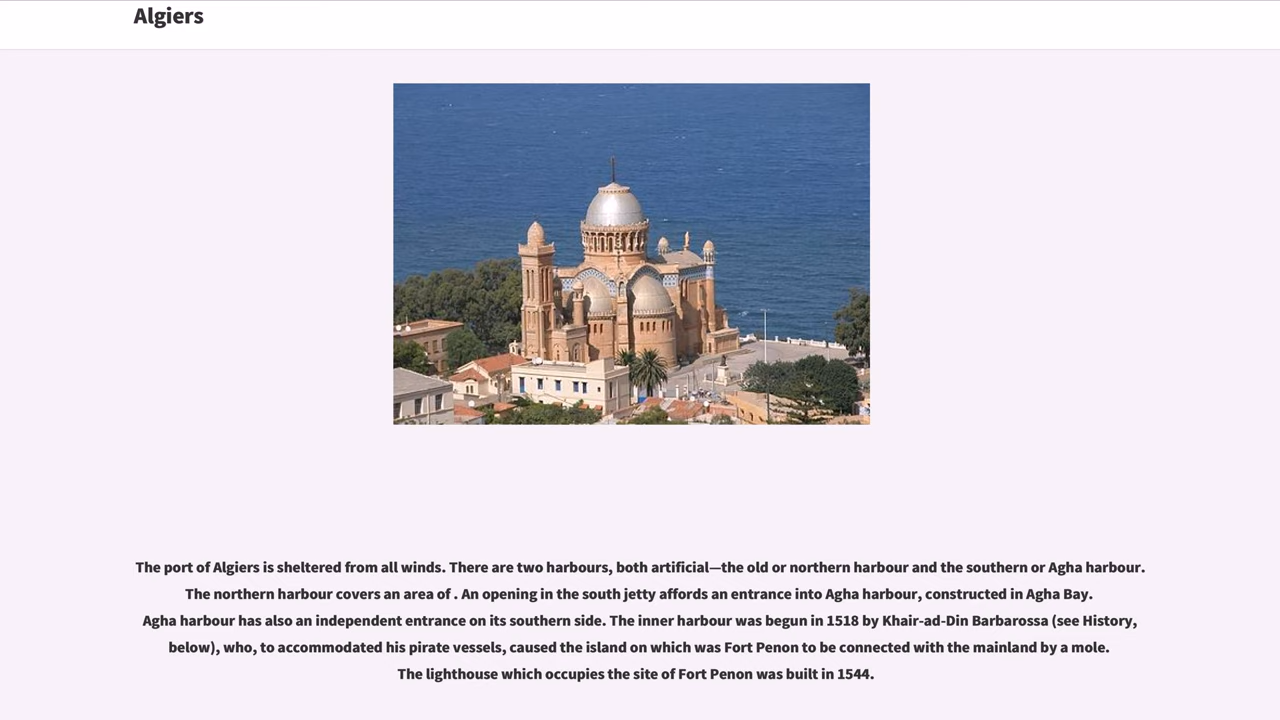 Algiers
The port of Algiers is sheltered from all winds. There are two harbours, both artificial—the old or northern harbour and the southern or Agha harbour.
The northern harbour covers an area of . An opening in the south jetty affords an entrance into Agha harbour, constructed in Agha Bay.
Agha harbour has also an independent entrance on its southern side. The inner harbour was begun in 1518 by Khair-ad-Din Barbarossa (see History,
below), who, to accommodated his pirate vessels, caused the island on which was Fort Penon to be connected with the mainland by a mole.
The lighthouse which occupies the site of Fort Penon was built in 1544.